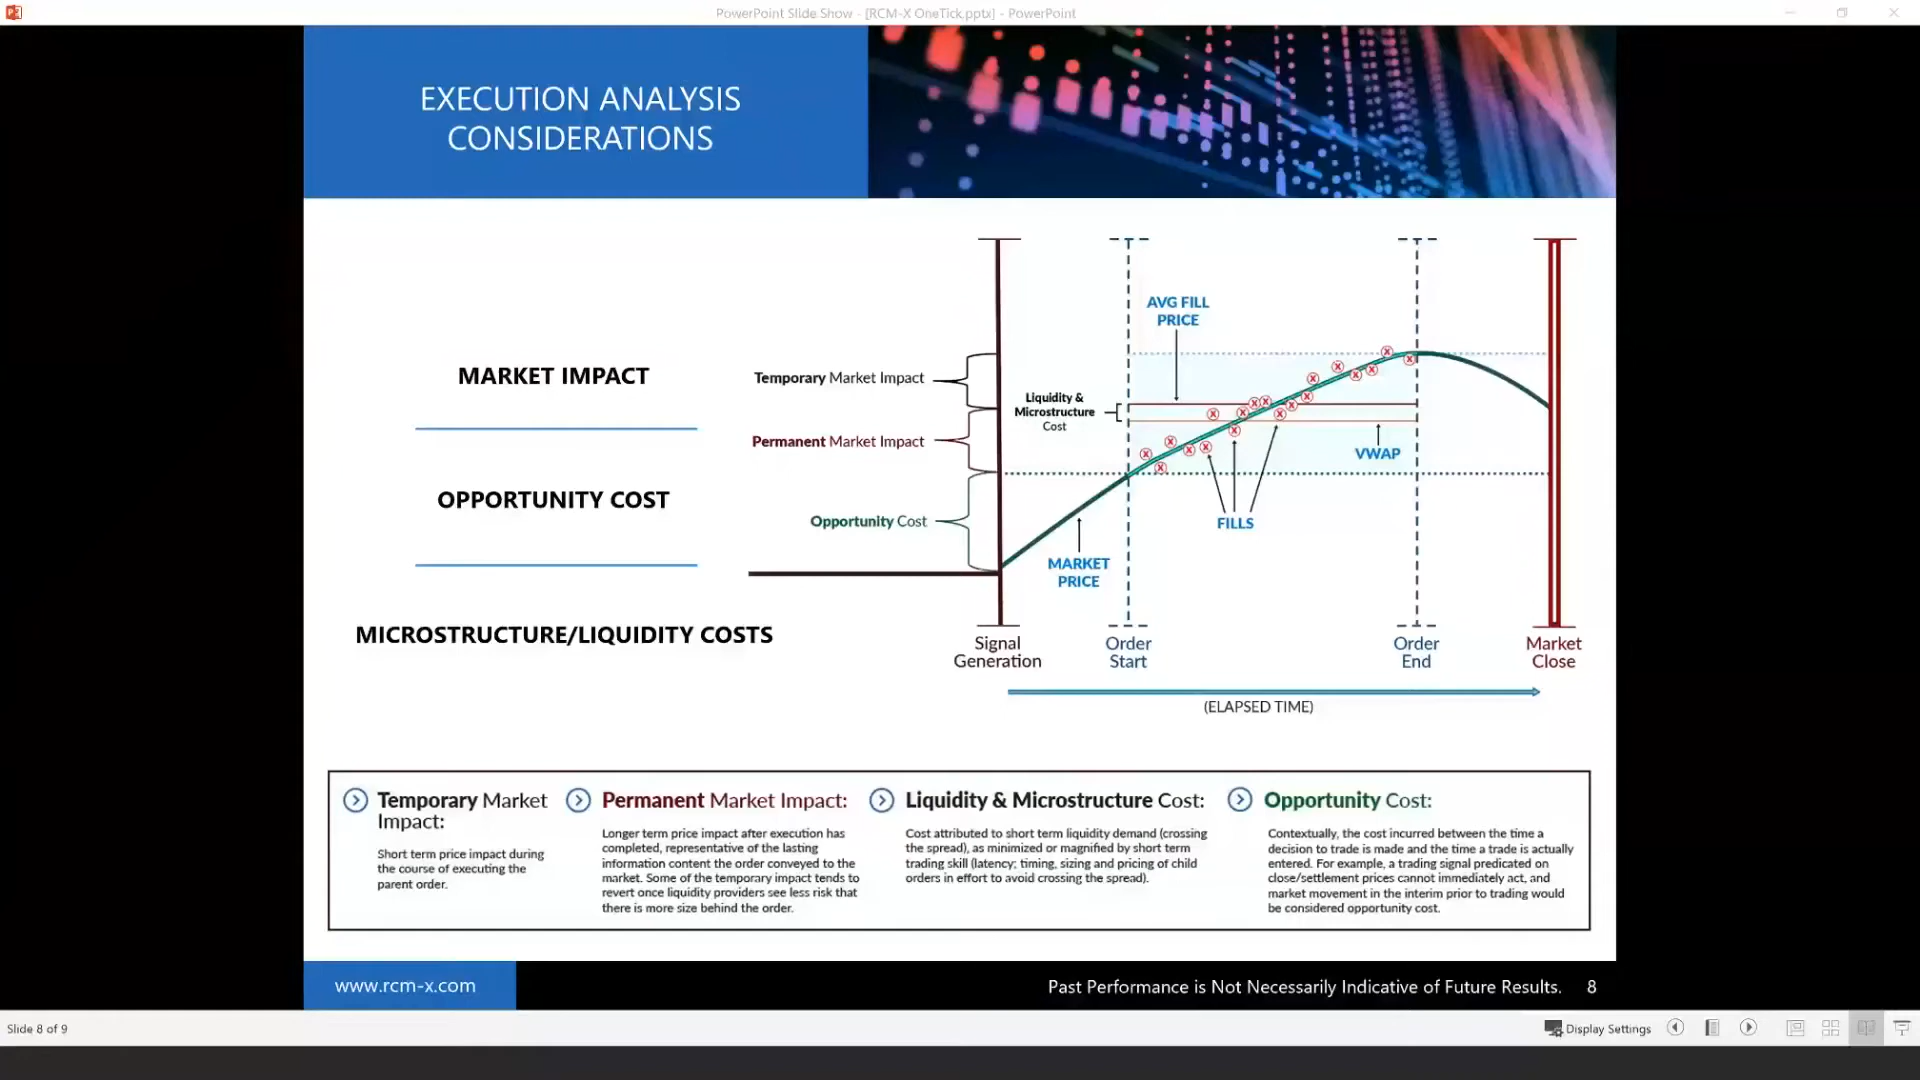 PowerPoint Slide Show - [RCM-X OneTick.pptx] - PowerPoint
EXECUTION ANALYSIS
CONSIDERATIONS
MARKET IMPACT
OPPORTUNITY COST
MICROSTRUCTURE/LIQUIDITY COSTS
Temporary Market Impact
Permanent Market Impact
Opportunity Cost
Liquidity &
Microstructure
Cost
AVG FILL
PRICE
VWAP
FILLS
MARKET
PRICE
Signal
Generation
Order
Start
Order
End
Market
Close
(ELAPSED TIME)
Temporary Market
Impact:
Short term price impact during
the course of executing the
parent order.
Permanent Market Impact:
Longer term price impact after execution has
completed, representative of the lasting
information content the order conveyed to the
market. Some of the temporary impact tends to
revert once liquidity providers see less risk that
there is more size behind the order.
Liquidity & Microstructure Cost:
Cost attributed to short term liquidity demand (crossing
the spread), as minimized or magnified by short term
trading skill (latency; timing, sizing and pricing of child
orders in effort to avoid crossing the spread).
Opportunity Cost:
Contextually, the cost incurred between the time a
decision to trade is made and the time a trade is actually
entered. For example, a trading signal predicated on
close/settlement prices cannot immediately act, and
market movement in the interim prior to trading would
be considered opportunity cost.
www.rcm-x.com
Past Performance is Not Necessarily Indicative of Future Results. 8
Slide 8 of 9
Display Settings